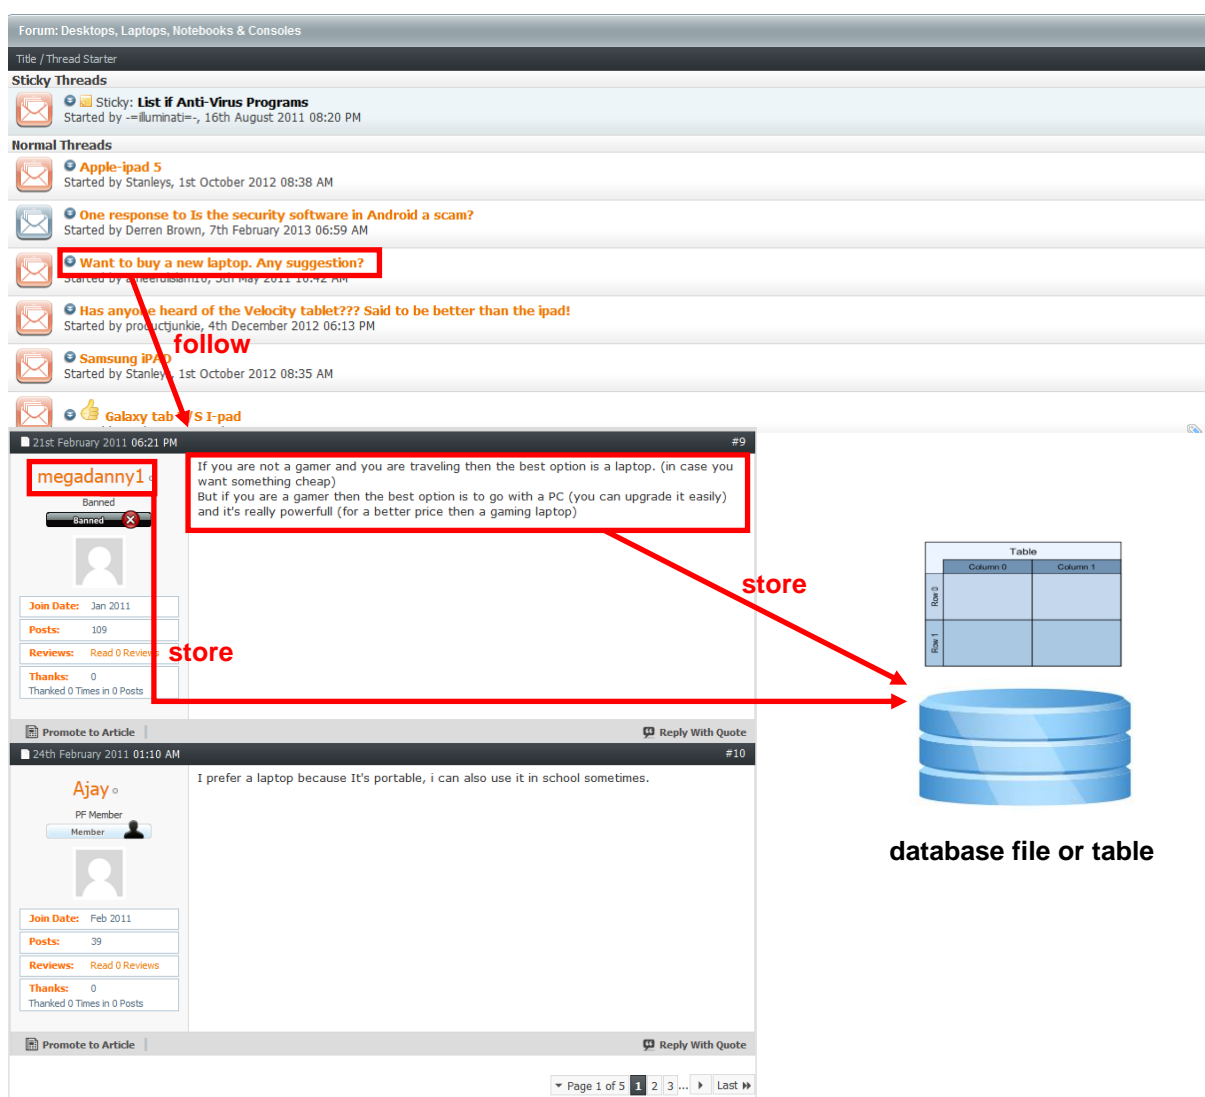 Forum: Desktops, Laptops, Notebooks & Consoles
Title / Thread Starter
Sticky Threads
Sticky: List if Anti-Virus Programs
Started by -=illuminati=-, 16th August 2011 08:20 PM
Normal Threads
Apple-ipad 5
Started by Stanleys, 1st October 2012 08:38 AM
One response to Is the security software in Android a scam?
Started by Derren Brown, 7th February 2013 06:59 AM
Want to buy a new laptop. Any suggestion?
Started by ameerulislam10, 5th May 2011 10:42 AM
Has anyone heard of the Velocity tablet??? Said to be better than the ipad!
Started by productjunkie, 4th December 2012 06:13 PM
follow
Samsung iPAD
Started by Stanleys, 1st October 2012 08:35 AM
Galaxy tab V/S I-pad
21st February 2011 06:21 PM #9
megadanny1
Banned
Banned
If you are not a gamer and you are traveling then the best option is a laptop. (in case you
want something cheap)
But if you are a gamer then the best option is to go with a PC (you can upgrade it easily)
and it's really powerfull (for a better price then a gaming laptop)
Join Date: Jan 2011
Posts: 109
Reviews: Read 0 Reviews
Thanks: 0
Thanked 0 Times in 0 Posts
store
store
Table
Column 0 Column 1
Row 0
Row 1
Promote to Article Reply With Quote
24th February 2011 01:10 AM #10
Ajay
PF Member
Member
I prefer a laptop because It's portable, i can also use it in school sometimes.
database file or table
Join Date: Feb 2011
Posts: 39
Reviews: Read 0 Reviews
Thanks: 0
Thanked 0 Times in 0 Posts
Promote to Article Reply With Quote
Page 1 of 5 1 2 3 ... Last